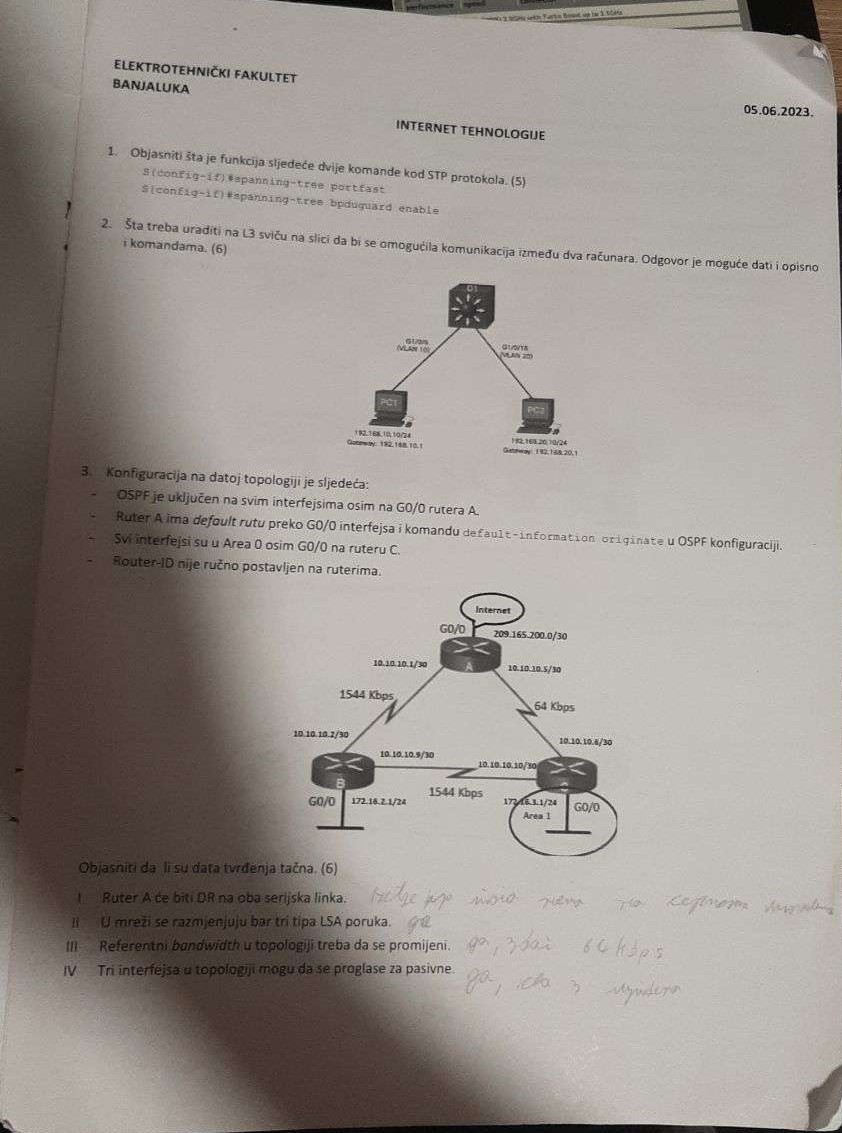 ELEKTROTEHNIČKI FAKULTET
BANJALUKA
05.06.2023.
INTERNET TEHNOLOGIJE
1. Objasniti šta je funkcija sljedeće dvije komande kod STP protokola. (5)
S(config-if)#spanning-tree portfast
S(config-if)#spanning-tree bpduguard enable
2. Šta treba uraditi na L3 sviču na slici da bi se omogućila komunikacija između dva računara. Odgovor je moguće dati i opisno
i komandama. (6)
D1
G1/0/6
(VLAN 10)
G1/0/18
(VLAN 20)
PC1
PC2
192.168.10.10/24
Gateway: 192.168.10.1
192.168.20.10/24
Gateway: 192.168.20.1
3. Konfiguracija na datoj topologiji je sljedeća:
- OSPF je uključen na svim interfejsima osim na G0/0 rutera A.
- Ruter A ima default rutu preko G0/0 interfejsa i komandu default-information originate u OSPF konfiguraciji.
- Svi interfejsi su u Area 0 osim G0/0 na ruteru C.
- Router-ID nije ručno postavljen na ruterima.
Internet
G0/0
209.165.200.0/30
A
10.10.10.1/30
10.10.10.5/30
1544 Kbps
64 Kbps
10.10.10.2/30
10.10.10.6/30
10.10.10.9/30
10.10.10.10/30
B
C
1544 Kbps
G0/0
172.16.2.1/24
172.16.3.1/24
G0/0
Area 1
Objasniti da li su data tvrđenja tačna. (6)
I Ruter A će biti DR na oba serijska linka.
II U mreži se razmjenjuju bar tri tipa LSA poruka. да
III Referentni bandwidth u topologiji treba da se promijeni. да, 64 kbps
IV Tri interfejsa u topologiji mogu da se proglase za pasivne. да, 3